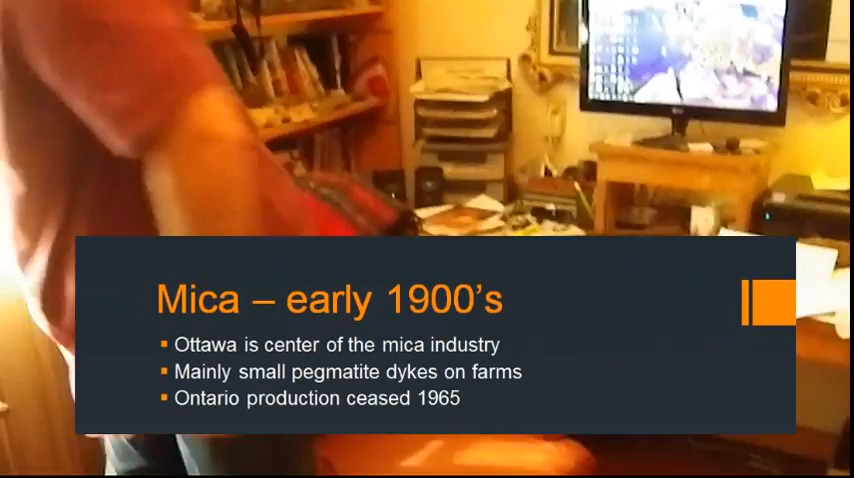 Mica – early 1900’s
Ottawa is center of the mica industry
Mainly small pegmatite dykes on farms
Ontario production ceased 1965